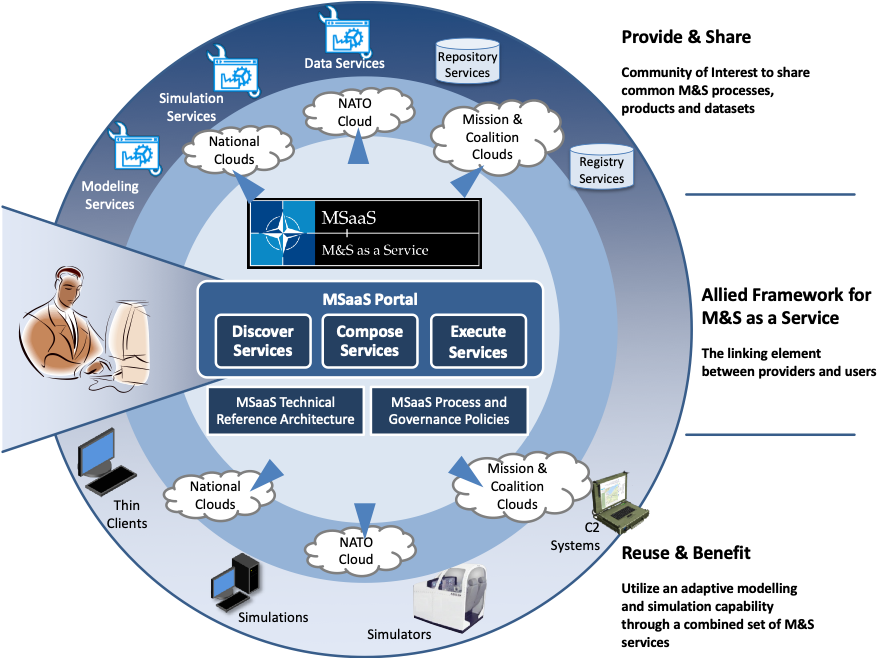 Provide & Share
Community of Interest to share
common M&S processes,
products and datasets
Data Services
Repository
Services
Simulation
Services
NATO
Cloud
Mission &
Coalition
Clouds
National
Clouds
Registry
Services
Modeling
Services
MSaaS
M&S as a Service
Allied Framework for
M&S as a Service
The linking element
between providers and users
MSaaS Portal
Discover
Services
Compose
Services
Execute
Services
MSaaS Technical
Reference Architecture
MSaaS Process and
Governance Policies
National
Clouds
Mission &
Coalition
Clouds
Thin
Clients
NATO
Cloud
C2
Systems
Simulations
Simulators
Reuse & Benefit
Utilize an adaptive modelling
and simulation capability
through a combined set of M&S
services